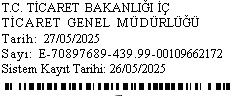 T.C. TİCARET BAKANLIĞI İÇ
TİCARET GENEL MÜDÜRLÜĞÜ
Tarih: 27/05/2025
Sayı: E-70897689-439.99-00109662172
Sistem Kayıt Tarihi: 26/05/2025